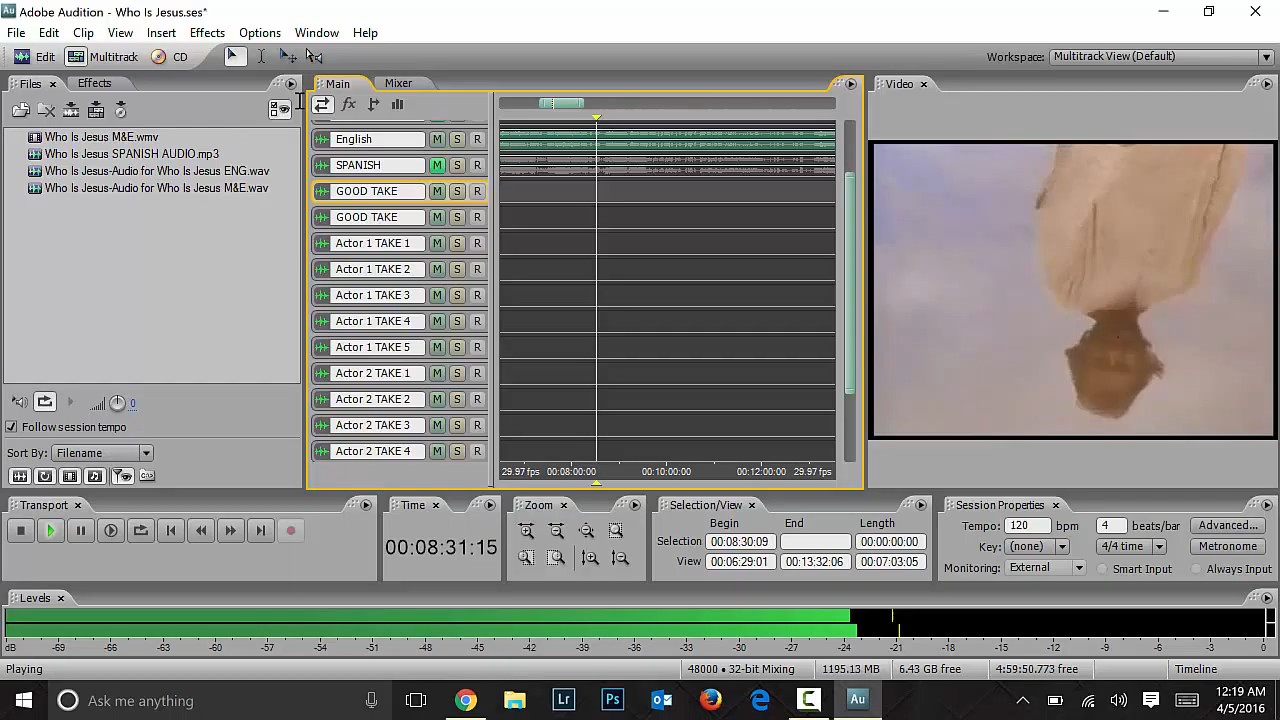 Au Adobe Audition - Who Is Jesus.ses*
File Edit View Clip Insert Effects Options Window Help
Edit Multitrack CD
Workspace: Multitrack View (Default)
Files Effects
Main Mixer
Video
fx
Who Is Jesus M&E.wmv
Who Is Jesus SPANISH AUDIO.mp3
Who Is Jesus-Audio for Who Is Jesus ENG.wav
Who Is Jesus-Audio for Who Is Jesus M&E.wav
English
SPANISH M S R
GOOD TAKE M S R
GOOD TAKE M S R
Actor 1 TAKE 1 M S R
Actor 1 TAKE 2 M S R
Actor 1 TAKE 3 M S R
Actor 1 TAKE 4 M S R
Actor 1 TAKE 5 M S R
Actor 2 TAKE 1 M S R
Actor 2 TAKE 2 M S R
Actor 2 TAKE 3 M S R
Actor 2 TAKE 4 M S R
29.97 fps 00:08:00:00 00:10:00:00 00:12:00:00 29.97 fps
0
Follow session tempo
Sort By: Filename
Transport
Time
00:08:31:15
Zoom
Selection/View
Begin End Length
Selection 00:08:30:09 00:00:00:00
View 00:06:29:01 00:13:32:06 00:07:03:05
Session Properties
Tempo: 120 bpm 4 beats/bar Advanced...
Key: (none) 4/4 time Metronome
Monitoring: External Smart Input Always Input
Levels
dB -69 -66 -63 -60 -57 -54 -51 -48 -45 -42 -39 -36 -33 -30 -27 -24 -21 -18 -15 -12 -9 -6 -3 0
Playing 48000 • 32-bit Mixing 1195.13 MB 6.43 GB free 4:59:50.773 free Timeline
Ask me anything
Lr Ps Au
12:19 AM
4/5/2016